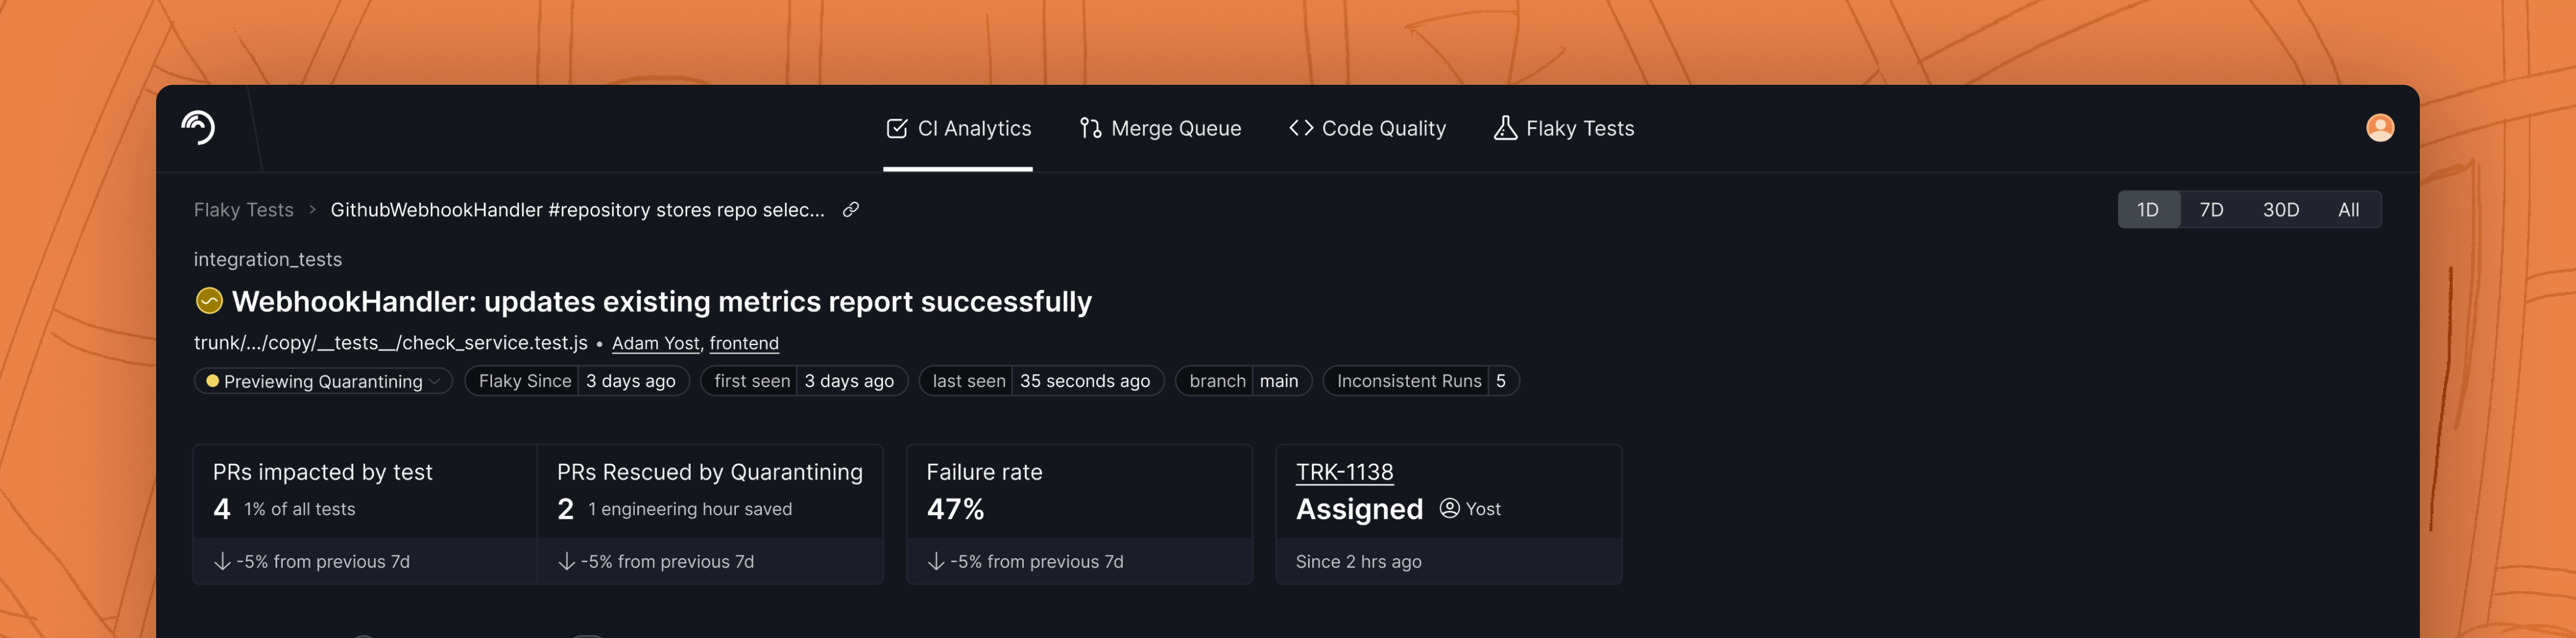 CI Analytics Merge Queue Code Quality Flaky Tests
Flaky Tests > GithubWebhookHandler #repository stores repo selec...
1D 7D 30D All
integration_tests
WebhookHandler: updates existing metrics report successfully
trunk/.../copy/__tests__/check_service.test.js • Adam Yost, frontend
Previewing Quarantining Flaky Since 3 days ago first seen 3 days ago last seen 35 seconds ago branch main Inconsistent Runs 5
PRs impacted by test
4 1% of all tests
↓ -5% from previous 7d
PRs Rescued by Quarantining
2 1 engineering hour saved
↓ -5% from previous 7d
Failure rate
47%
↓ -5% from previous 7d
TRK-1138
Assigned Yost
Since 2 hrs ago